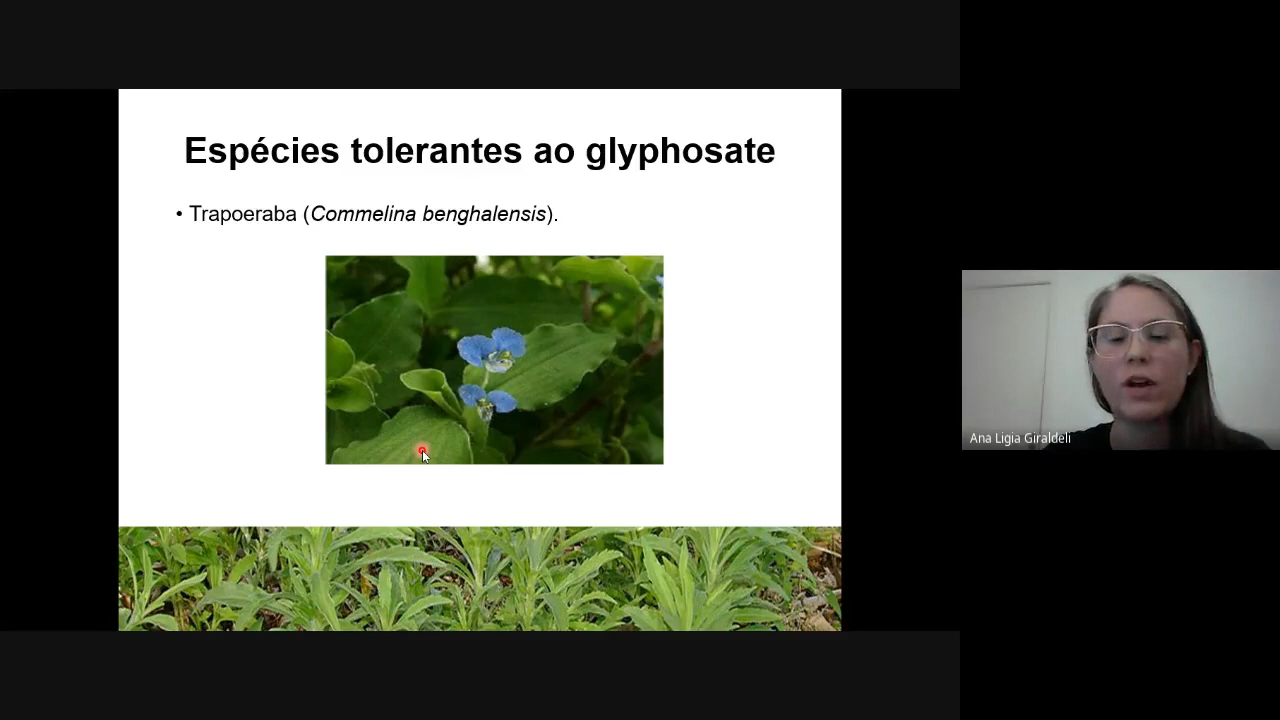 Espécies tolerantes ao glyphosate
• Trapoeraba (Commelina benghalensis).
Ana Ligia Giraldeli